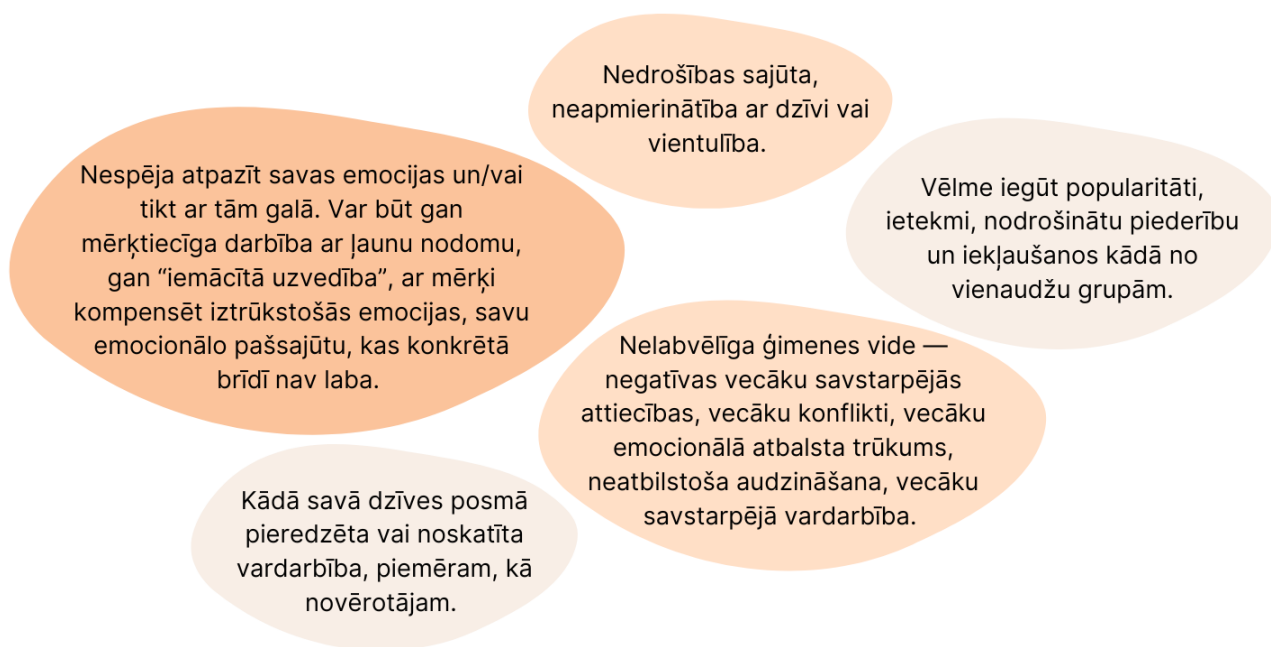 Nedrošības sajūta,
neapmierinātība ar dzīvi vai
vientulība.
Nespēja atpazīt savas emocijas un/vai
tikt ar tām galā. Var būt gan
mērķtiecīga darbība ar ļaunu nodomu,
gan “iemācītā uzvedība”, ar mērķi
kompensēt iztrūkstošās emocijas, savu
emocionālo pašsajūtu, kas konkrētā
brīdī nav laba.
Vēlme iegūt popularitāti,
ietekmi, nodrošinātu piederību
un iekļaušanos kādā no
vienaudžu grupām.
Nelabvēlīga ģimenes vide —
negatīvas vecāku savstarpējās
attiecības, vecāku konflikti, vecāku
emocionālā atbalsta trūkums,
neatbilstoša audzināšana, vecāku
savstarpējā vardarbība.
Kādā savā dzīves posmā
pieredzēta vai noskatīta
vardarbība, piemēram, kā
novērotājam.